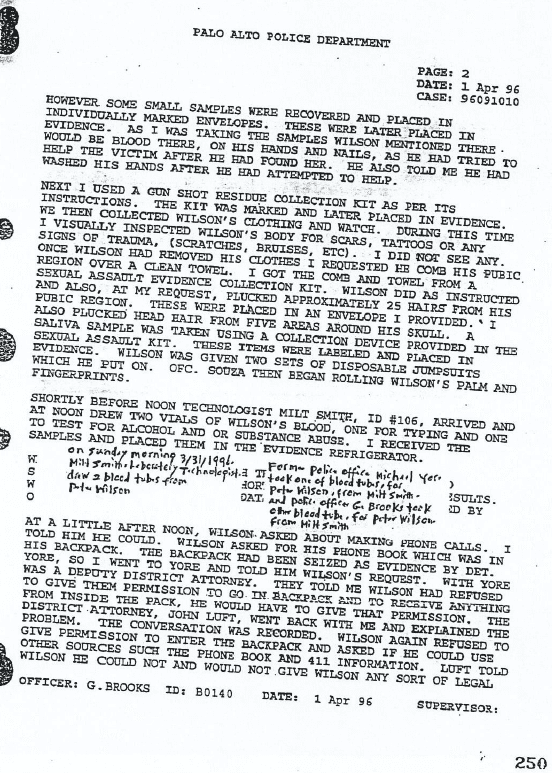 PALO ALTO POLICE DEPARTMENT
PAGE: 2
DATE: 1 Apr 96
CASE: 96091010
HOWEVER SOME SMALL SAMPLES WERE RECOVERED AND PLACED IN
INDIVIDUALLY MARKED ENVELOPES. THESE WERE LATER PLACED IN
EVIDENCE. AS I WAS TAKING THE SAMPLES WILSON MENTIONED THERE
WOULD BE BLOOD THERE, ON HIS HANDS AND NAILS, AS HE HAD TRIED TO
HELP THE VICTIM AFTER HE HAD FOUND HER. HE ALSO TOLD ME HE HAD
WASHED HIS HANDS AFTER HE HAD ATTEMPTED TO HELP.
NEXT I USED A GUN SHOT RESIDUE COLLECTION KIT AS PER ITS
INSTRUCTIONS. THE KIT WAS MARKED AND LATER PLACED IN EVIDENCE.
WE THEN COLLECTED WILSON'S CLOTHING AND WATCH. DURING THIS TIME
I VISUALLY INSPECTED WILSON'S BODY FOR SCARS, TATTOOS OR ANY
SIGNS OF TRAUMA, (SCRATCHES, BRUISES, ETC). I DID NOT SEE ANY.
ONCE WILSON HAD REMOVED HIS CLOTHES I REQUESTED HE COMB HIS PUBIC
REGION OVER A CLEAN TOWEL. I GOT THE COMB AND TOWEL FROM A
SEXUAL ASSAULT EVIDENCE COLLECTION KIT. WILSON DID AS INSTRUCTED
AND ALSO, AT MY REQUEST, PLUCKED APPROXIMATELY 25 HAIRS FROM HIS
PUBIC REGION. THESE WERE PLACED IN AN ENVELOPE I PROVIDED. I
ALSO PLUCKED HEAD HAIR FROM FIVE AREAS AROUND HIS SKULL. A
SALIVA SAMPLE WAS TAKEN USING A COLLECTION DEVICE PROVIDED IN THE
SEXUAL ASSAULT KIT. THESE ITEMS WERE LABELED AND PLACED IN
EVIDENCE. WILSON WAS GIVEN TWO SETS OF DISPOSABLE JUMPSUITS
WHICH HE PUT ON. OFC. SOUZA THEN BEGAN ROLLING WILSON'S PALM AND
FINGERPRINTS.
SHORTLY BEFORE NOON TECHNOLOGIST MILT SMITH, ID #106, ARRIVED AND
AT NOON DREW TWO VIALS OF WILSON'S BLOOD, ONE FOR TYPING AND ONE
TO TEST FOR ALCOHOL AND OR SUBSTANCE ABUSE. I RECEIVED THE
SAMPLES AND PLACED THEM IN THE EVIDENCE REFRIGERATOR.
on sunday morning 3/31/1996
Milt Smith-Laboratory Technologist
draw 2 blood tubs from
Peter Wilson
Former Police office Michael Yore
took one of blood tubs, for
Peter Wilson, from Milt Smith
and police officer G. Brooks took
other blood tube, for Peter Wilson
from Milt Smith
W
S
W
O
HOR
DAT
SULTS.
D BY
AT A LITTLE AFTER NOON, WILSON ASKED ABOUT MAKING PHONE CALLS. I
TOLD HIM HE COULD. WILSON ASKED FOR HIS PHONE BOOK WHICH WAS IN
HIS BACKPACK. THE BACKPACK HAD BEEN SEIZED AS EVIDENCE BY DET.
YORE, SO I WENT TO YORE AND TOLD HIM WILSON'S REQUEST. WITH YORE
WAS A DEPUTY DISTRICT ATTORNEY. THEY TOLD ME WILSON HAD REFUSED
TO GIVE THEM PERMISSION TO GO IN BACKPACK AND TO RECEIVE ANYTHING
FROM INSIDE THE PACK, HE WOULD HAVE TO GIVE THAT PERMISSION. THE
DISTRICT ATTORNEY, JOHN LUFT, WENT BACK WITH ME AND EXPLAINED THE
PROBLEM. THE CONVERSATION WAS RECORDED. WILSON AGAIN REFUSED TO
GIVE PERMISSION TO ENTER THE BACKPACK AND ASKED IF HE COULD USE
OTHER SOURCES SUCH THE PHONE BOOK AND 411 INFORMATION. LUFT TOLD
WILSON HE COULD NOT AND WOULD NOT GIVE WILSON ANY SORT OF LEGAL
OFFICER: G.BROOKS ID: B0140 DATE: 1 Apr 96 SUPERVISOR:
250